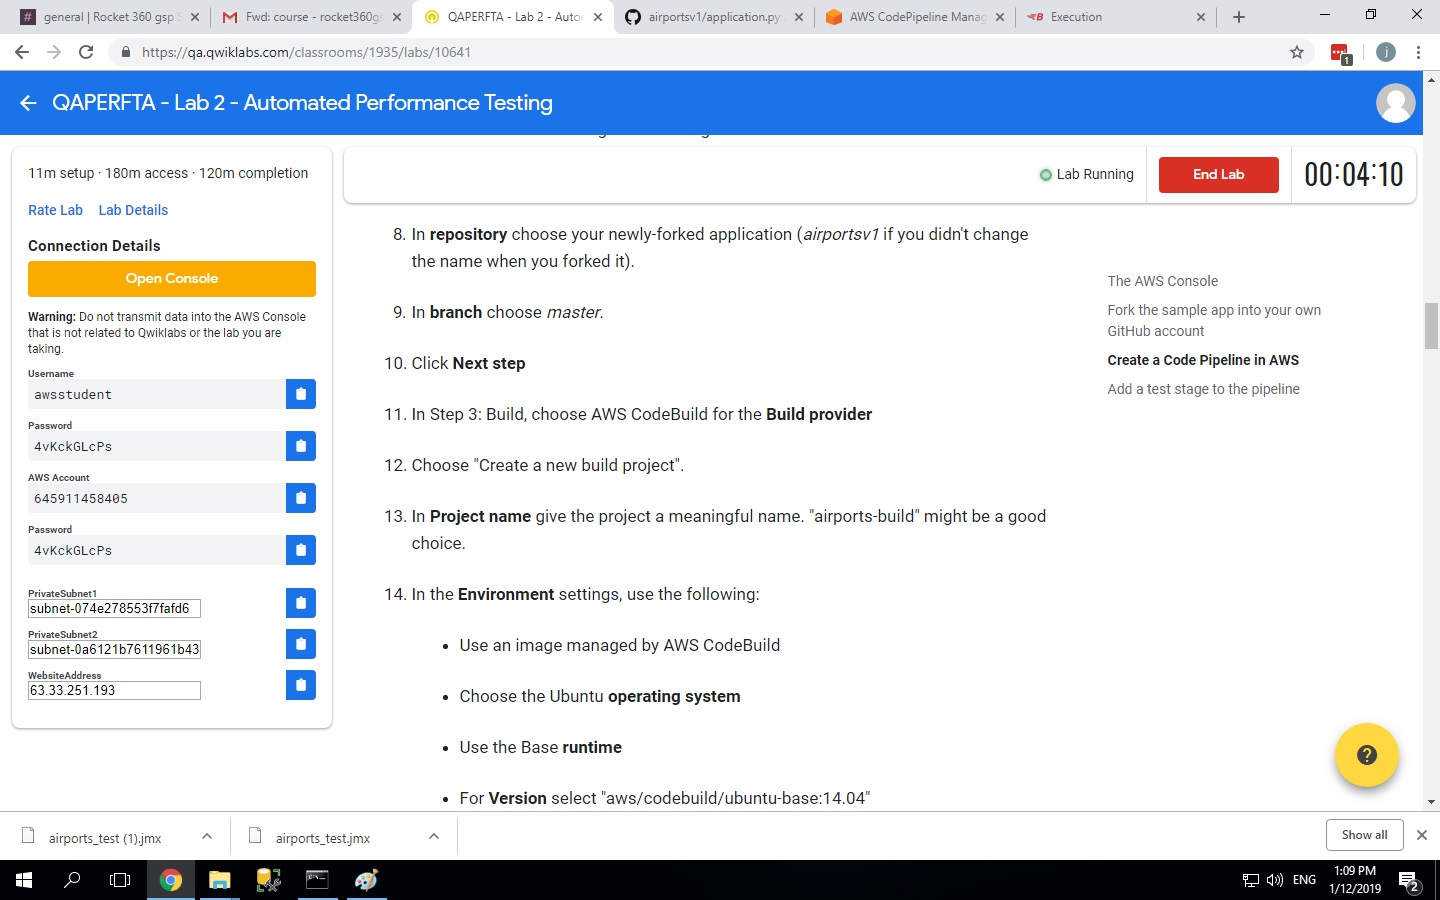 general | Rocket 360 gsp S
Fwd: course - rocket360gs
QAPERFTA - Lab 2 - Autor
airportsv1/application.py
AWS CodePipeline Manag
Execution
https://qa.qwiklabs.com/classrooms/1935/labs/10641
1
j
QAPERFTA - Lab 2 - Automated Performance Testing
11m setup · 180m access · 120m completion
Rate Lab Lab Details
Connection Details
Open Console
Warning: Do not transmit data into the AWS Console
that is not related to Qwiklabs or the lab you are
taking.
Username
awsstudent
Password
4vKckGLcPs
AWS Account
645911458405
Password
4vKckGLcPs
PrivateSubnet1
subnet-074e278553f7fafd6
PrivateSubnet2
subnet-0a6121b7611961b43
WebsiteAddress
63.33.251.193
Lab Running
End Lab
00:04:10
8. In repository choose your newly-forked application (airportsv1 if you didn't change
the name when you forked it).
9. In branch choose master.
10. Click Next step
11. In Step 3: Build, choose AWS CodeBuild for the Build provider
12. Choose "Create a new build project".
13. In Project name give the project a meaningful name. "airports-build" might be a good
choice.
14. In the Environment settings, use the following:
• Use an image managed by AWS CodeBuild
• Choose the Ubuntu operating system
• Use the Base runtime
• For Version select "aws/codebuild/ubuntu-base:14.04"
The AWS Console
Fork the sample app into your own
GitHub account
Create a Code Pipeline in AWS
Add a test stage to the pipeline
?
airports_test (1).jmx
airports_test.jmx
Show all
ENG
1:09 PM
1/12/2019
2